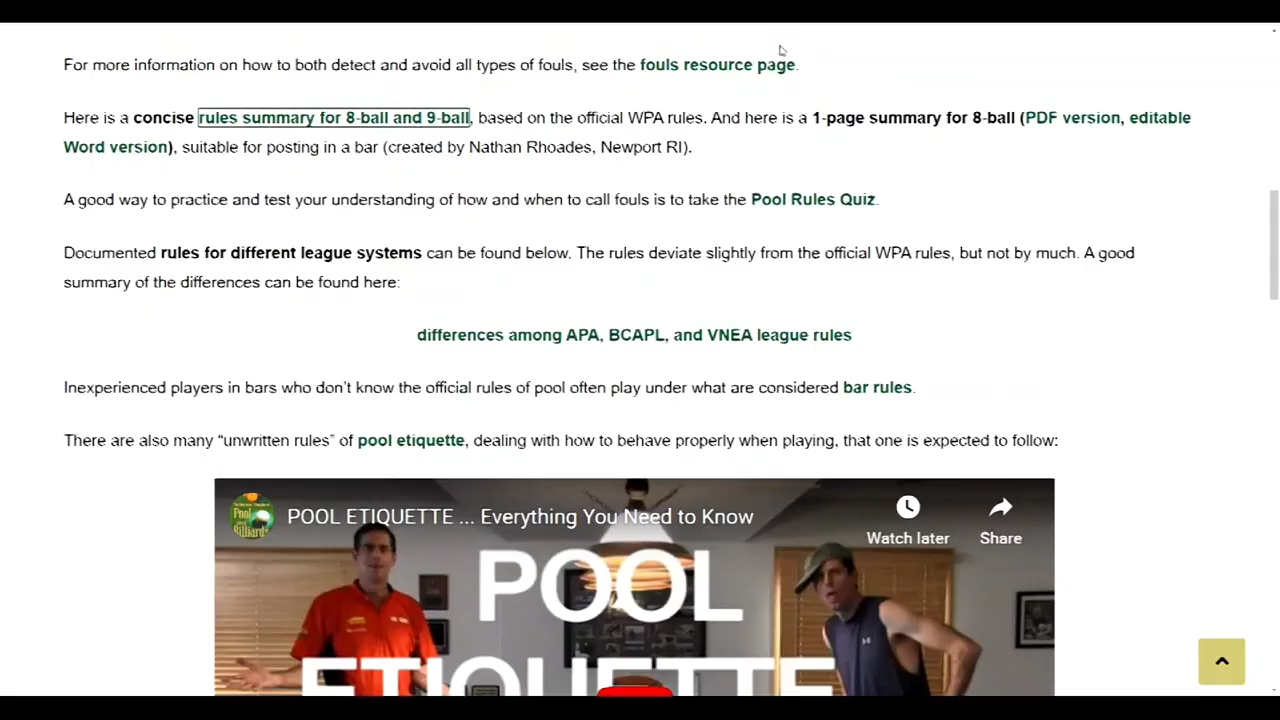 For more information on how to both detect and avoid all types of fouls, see the fouls resource page.
Here is a concise rules summary for 8-ball and 9-ball, based on the official WPA rules. And here is a 1-page summary for 8-ball (PDF version, editable
Word version), suitable for posting in a bar (created by Nathan Rhoades, Newport RI).
A good way to practice and test your understanding of how and when to call fouls is to take the Pool Rules Quiz.
Documented rules for different league systems can be found below. The rules deviate slightly from the official WPA rules, but not by much. A good
summary of the differences can be found here:
differences among APA, BCAPL, and VNEA league rules
Inexperienced players in bars who don’t know the official rules of pool often play under what are considered bar rules.
There are also many “unwritten rules” of pool etiquette, dealing with how to behave properly when playing, that one is expected to follow:
POOL ETIQUETTE ... Everything You Need to Know
Watch later
Share
POOL
ETIQUETTE